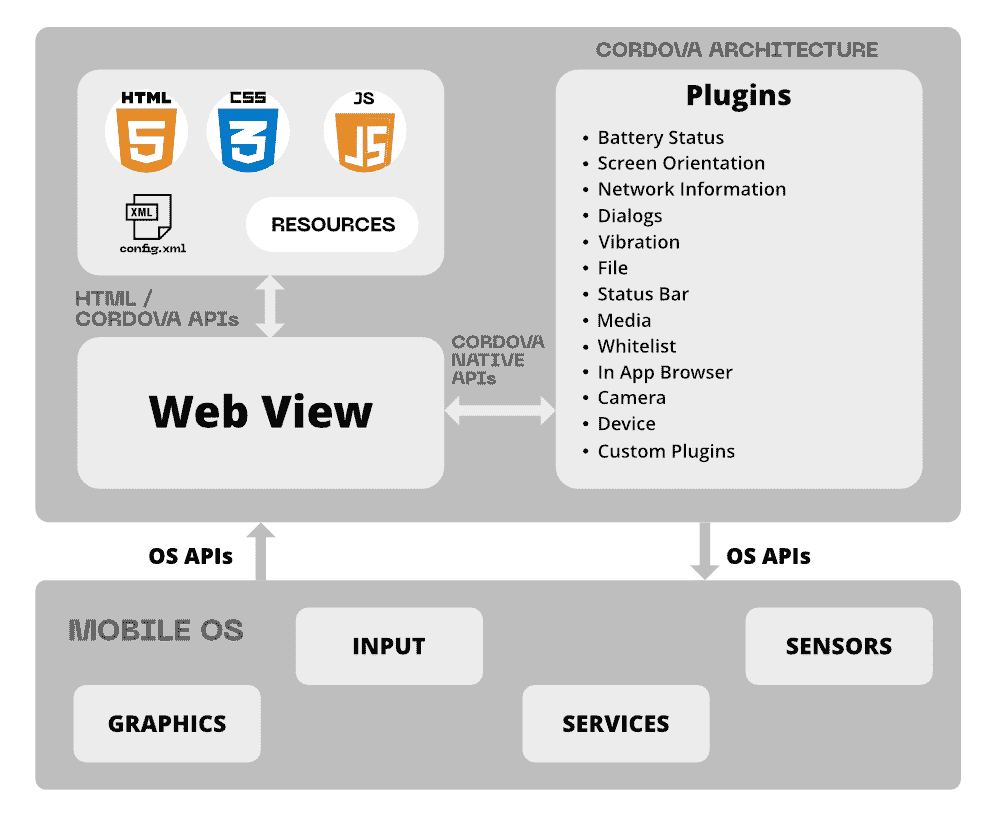 CORDOVA ARCHITECTURE
HTML
5
CSS
3
JS
JS
XML
config.xml
RESOURCES
HTML /
CORDOVA APIs
Web View
CORDOVA
NATIVE
APIs
Plugins
• Battery Status
• Screen Orientation
• Network Information
• Dialogs
• Vibration
• File
• Status Bar
• Media
• Whitelist
• In App Browser
• Camera
• Device
• Custom Plugins
OS APIs
OS APIs
MOBILE OS
INPUT
SENSORS
GRAPHICS
SERVICES